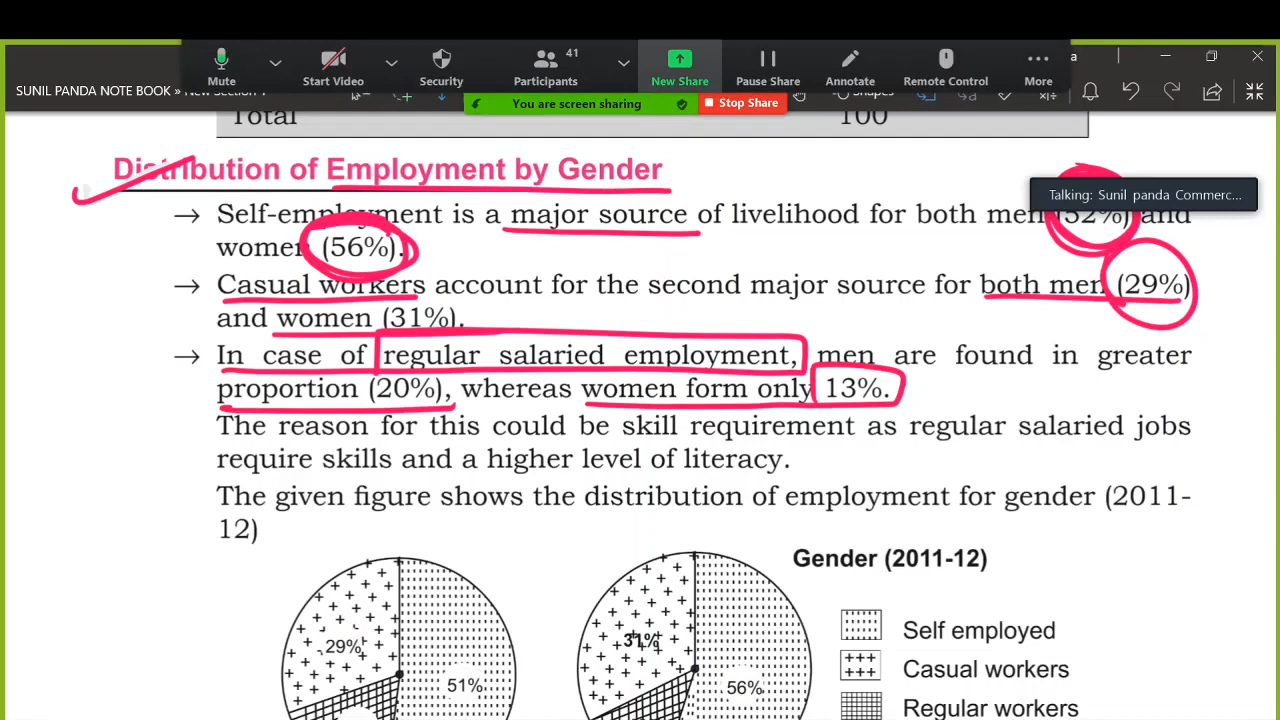 41
Mute
Start Video
Security
Participants
New Share
Pause Share
Annotate
Remote Control
More
a
SUNIL PANDA NOTE BOOK » New Section 1
You are screen sharing
Stop Share
Shapes
Total 100
Distribution of Employment by Gender
Talking: Sunil panda Commerc...
→ Self-employment is a major source of livelihood for both men (52%) and
women (56%).
→ Casual workers account for the second major source for both men (29%)
and women (31%).
→ In case of regular salaried employment, men are found in greater
proportion (20%), whereas women form only 13%.
The reason for this could be skill requirement as regular salaried jobs
require skills and a higher level of literacy.
The given figure shows the distribution of employment for gender (2011-
12)
Gender (2011-12)
29%
51%
31%
56%
Self employed
Casual workers
Regular workers